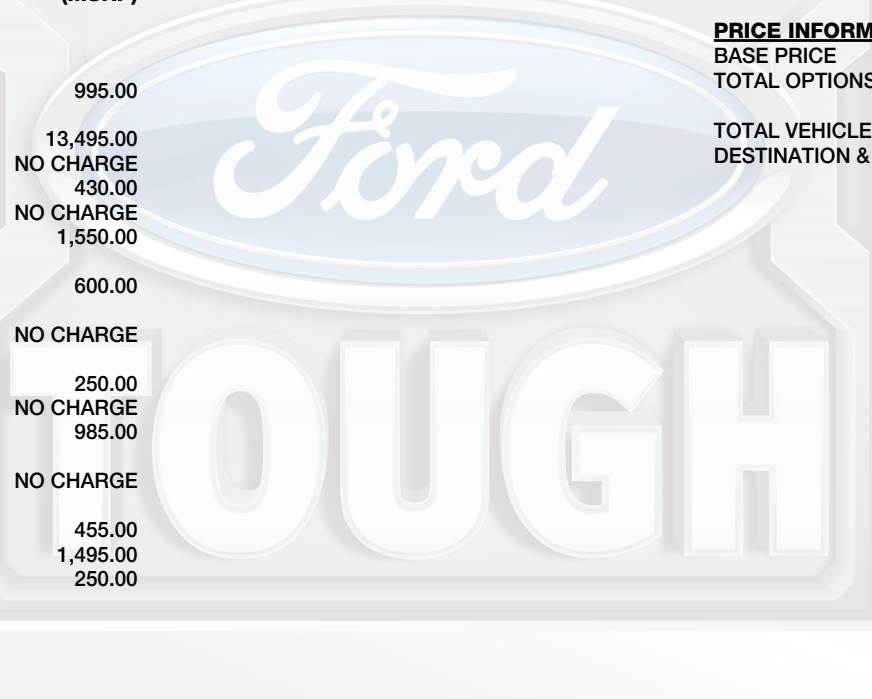 (MSRP)
995.00
13,495.00
NO CHARGE
430.00
NO CHARGE
1,550.00
600.00
NO CHARGE
250.00
NO CHARGE
985.00
NO CHARGE
455.00
1,495.00
250.00
PRICE INFORM
BASE PRICE
TOTAL OPTIONS
TOTAL VEHICLE
DESTINATION &
Ford
TOUGH